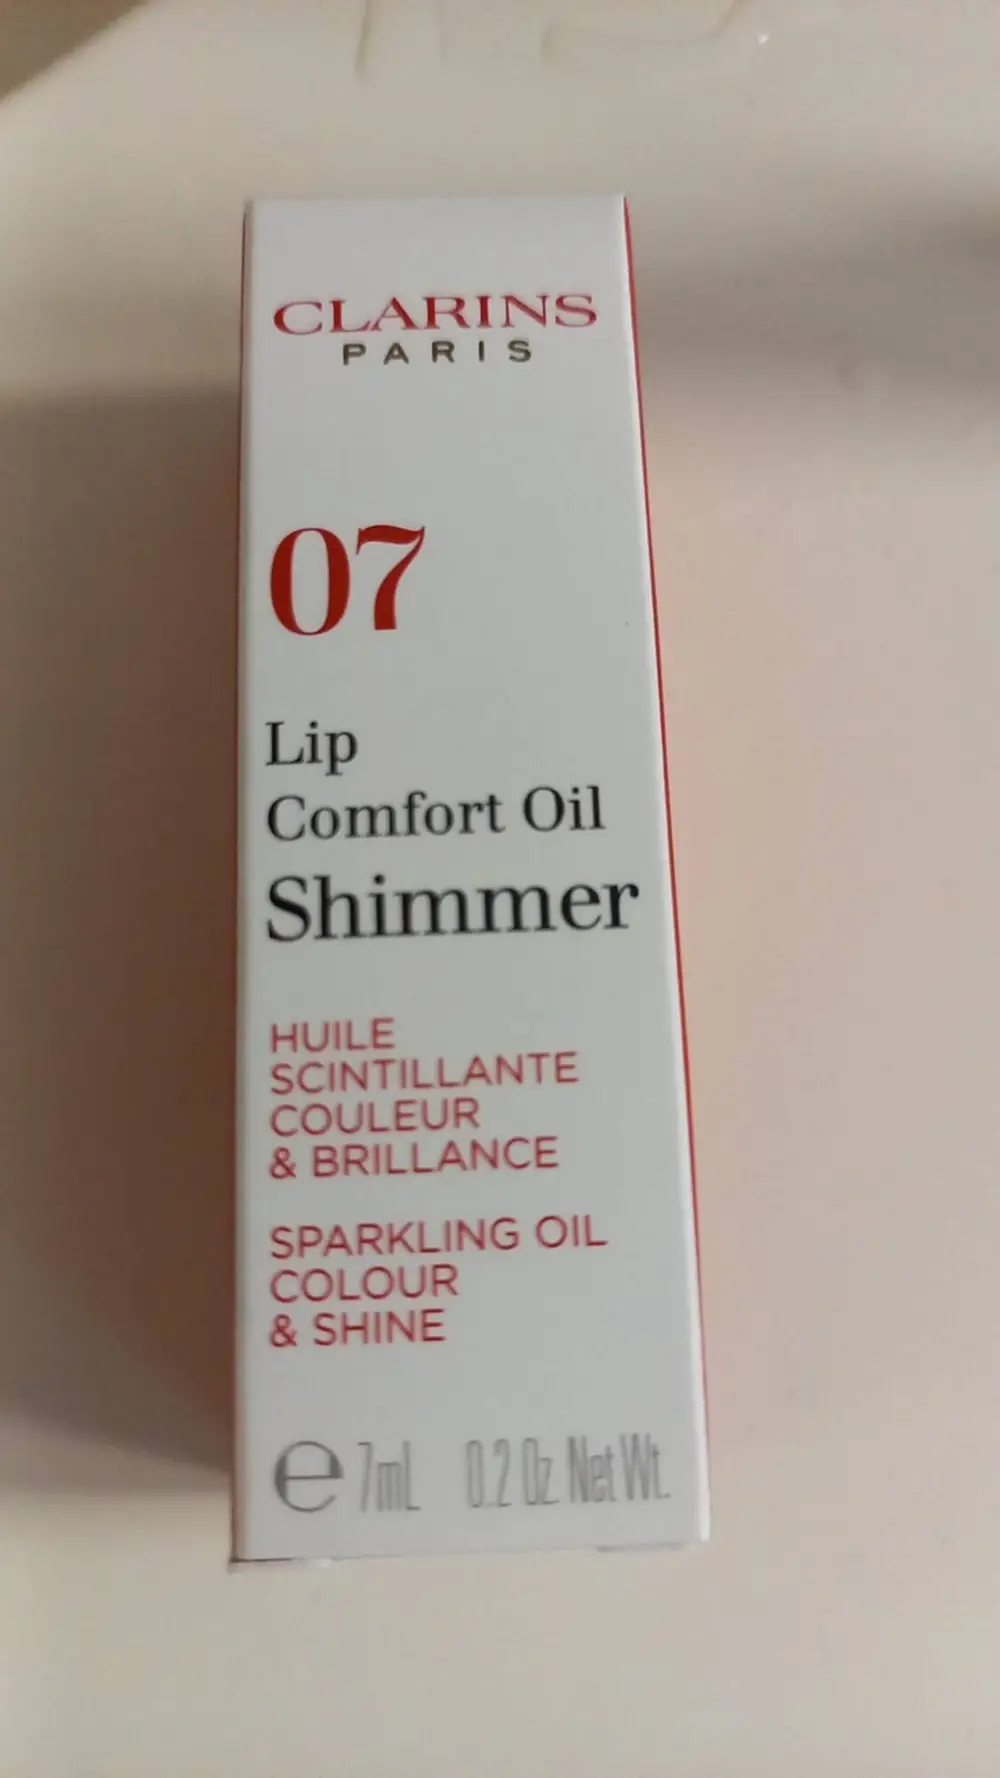 CLARINS
PARIS
07
Lip
Comfort Oil
Shimmer
HUILE
SCINTILLANTE
COULEUR
& BRILLANCE
SPARKLING OIL
COLOUR
& SHINE
℮ 7mL 0.2 Oz Net Wt.